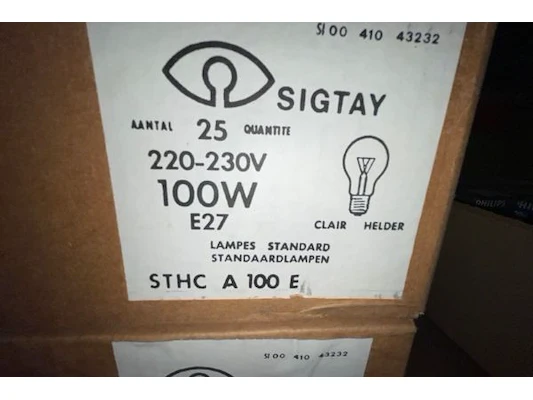 SI 00 410 43232
SIGTAY
AANTAL 25 QUANTITE
220-230V
100W
E27
CLAIR HELDER
LAMPES STANDARD
STANDAARDLAMPEN
STHC A 100 E
SI 00 410 43232
PHILIPS